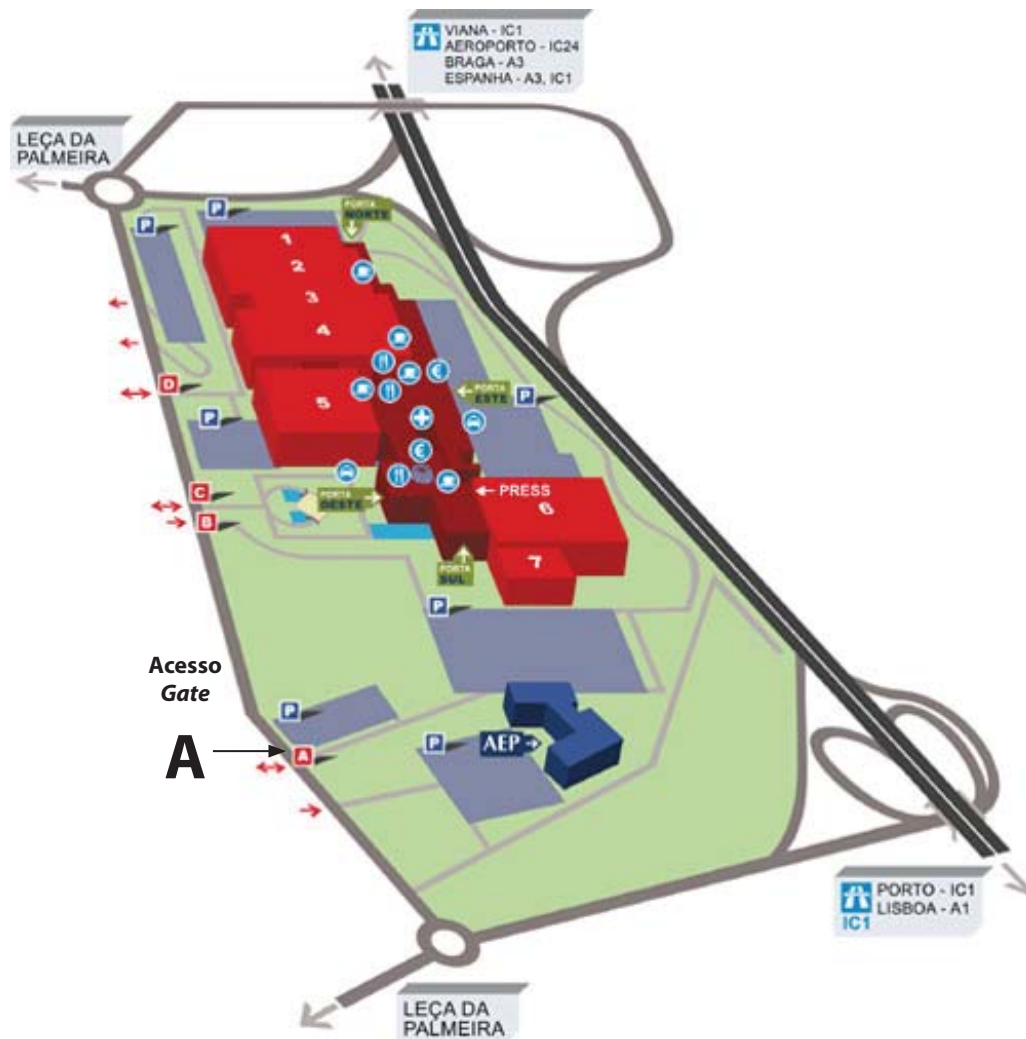 VIANA - IC1
AEROPORTO - IC24
BRAGA - A3
ESPANHA - A3, IC1
LEÇA DA
PALMEIRA
P
P
PORTA
NORTE
1
2
3
4
5
€
D
P
PORTA
ESTE
P
€
C
B
PORTA
OESTE
PRESS
6
7
PORTA
SUL
P
Acesso
Gate
A
P
A
P
AEP
PORTO - IC1
LISBOA - A1
IC1
LEÇA DA
PALMEIRA